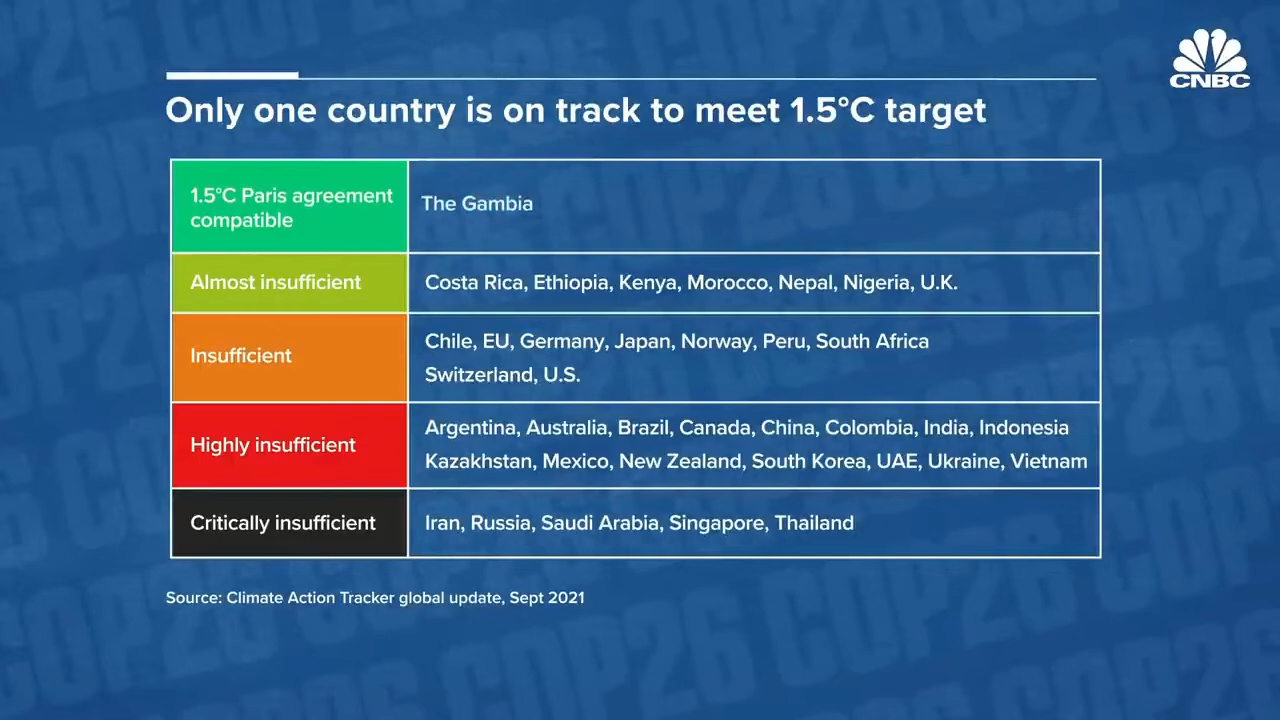 CNBC
Only one country is on track to meet 1.5°C target
1.5°C Paris agreement
compatible
The Gambia
Almost insufficient
Costa Rica, Ethiopia, Kenya, Morocco, Nepal, Nigeria, U.K.
Insufficient
Chile, EU, Germany, Japan, Norway, Peru, South Africa
Switzerland, U.S.
Highly insufficient
Argentina, Australia, Brazil, Canada, China, Colombia, India, Indonesia
Kazakhstan, Mexico, New Zealand, South Korea, UAE, Ukraine, Vietnam
Critically insufficient
Iran, Russia, Saudi Arabia, Singapore, Thailand
Source: Climate Action Tracker global update, Sept 2021
COP26